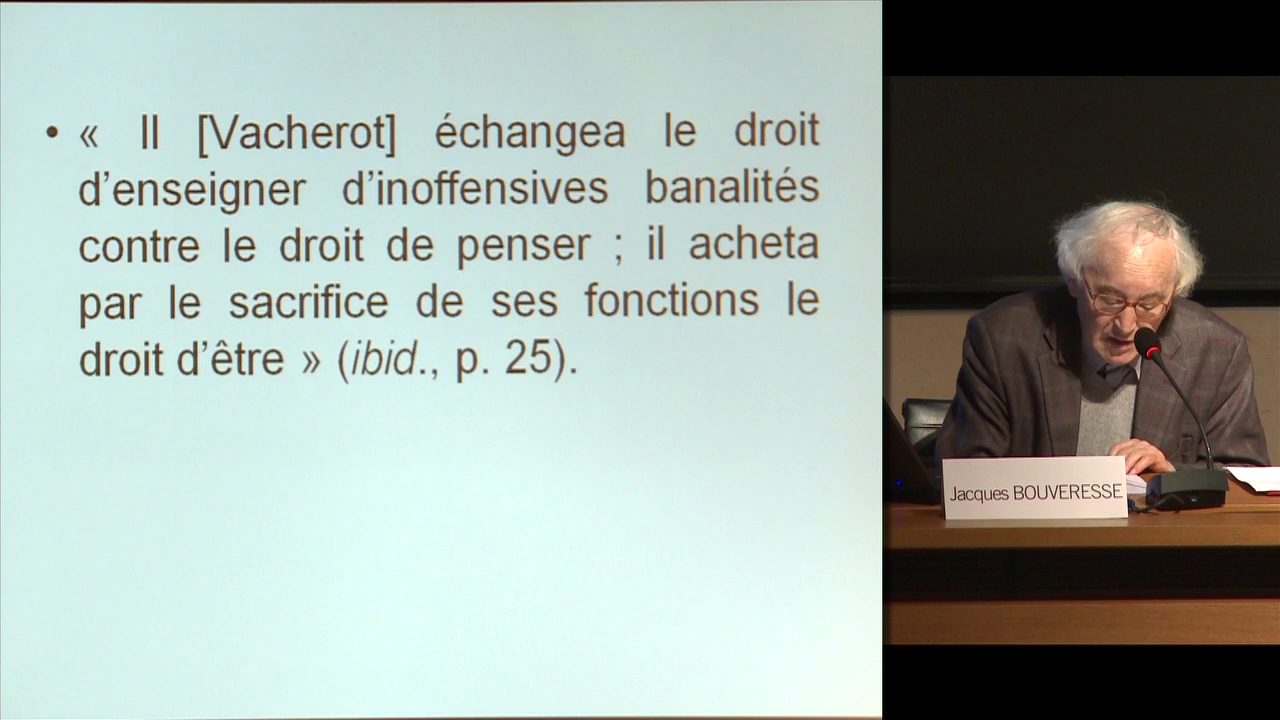 • « Il [Vacherot] échangea le droit
d’enseigner d’inoffensives banalités
contre le droit de penser ; il acheta
par le sacrifice de ses fonctions le
droit d’être » (ibid., p. 25).
Jacques BOUVERESSE